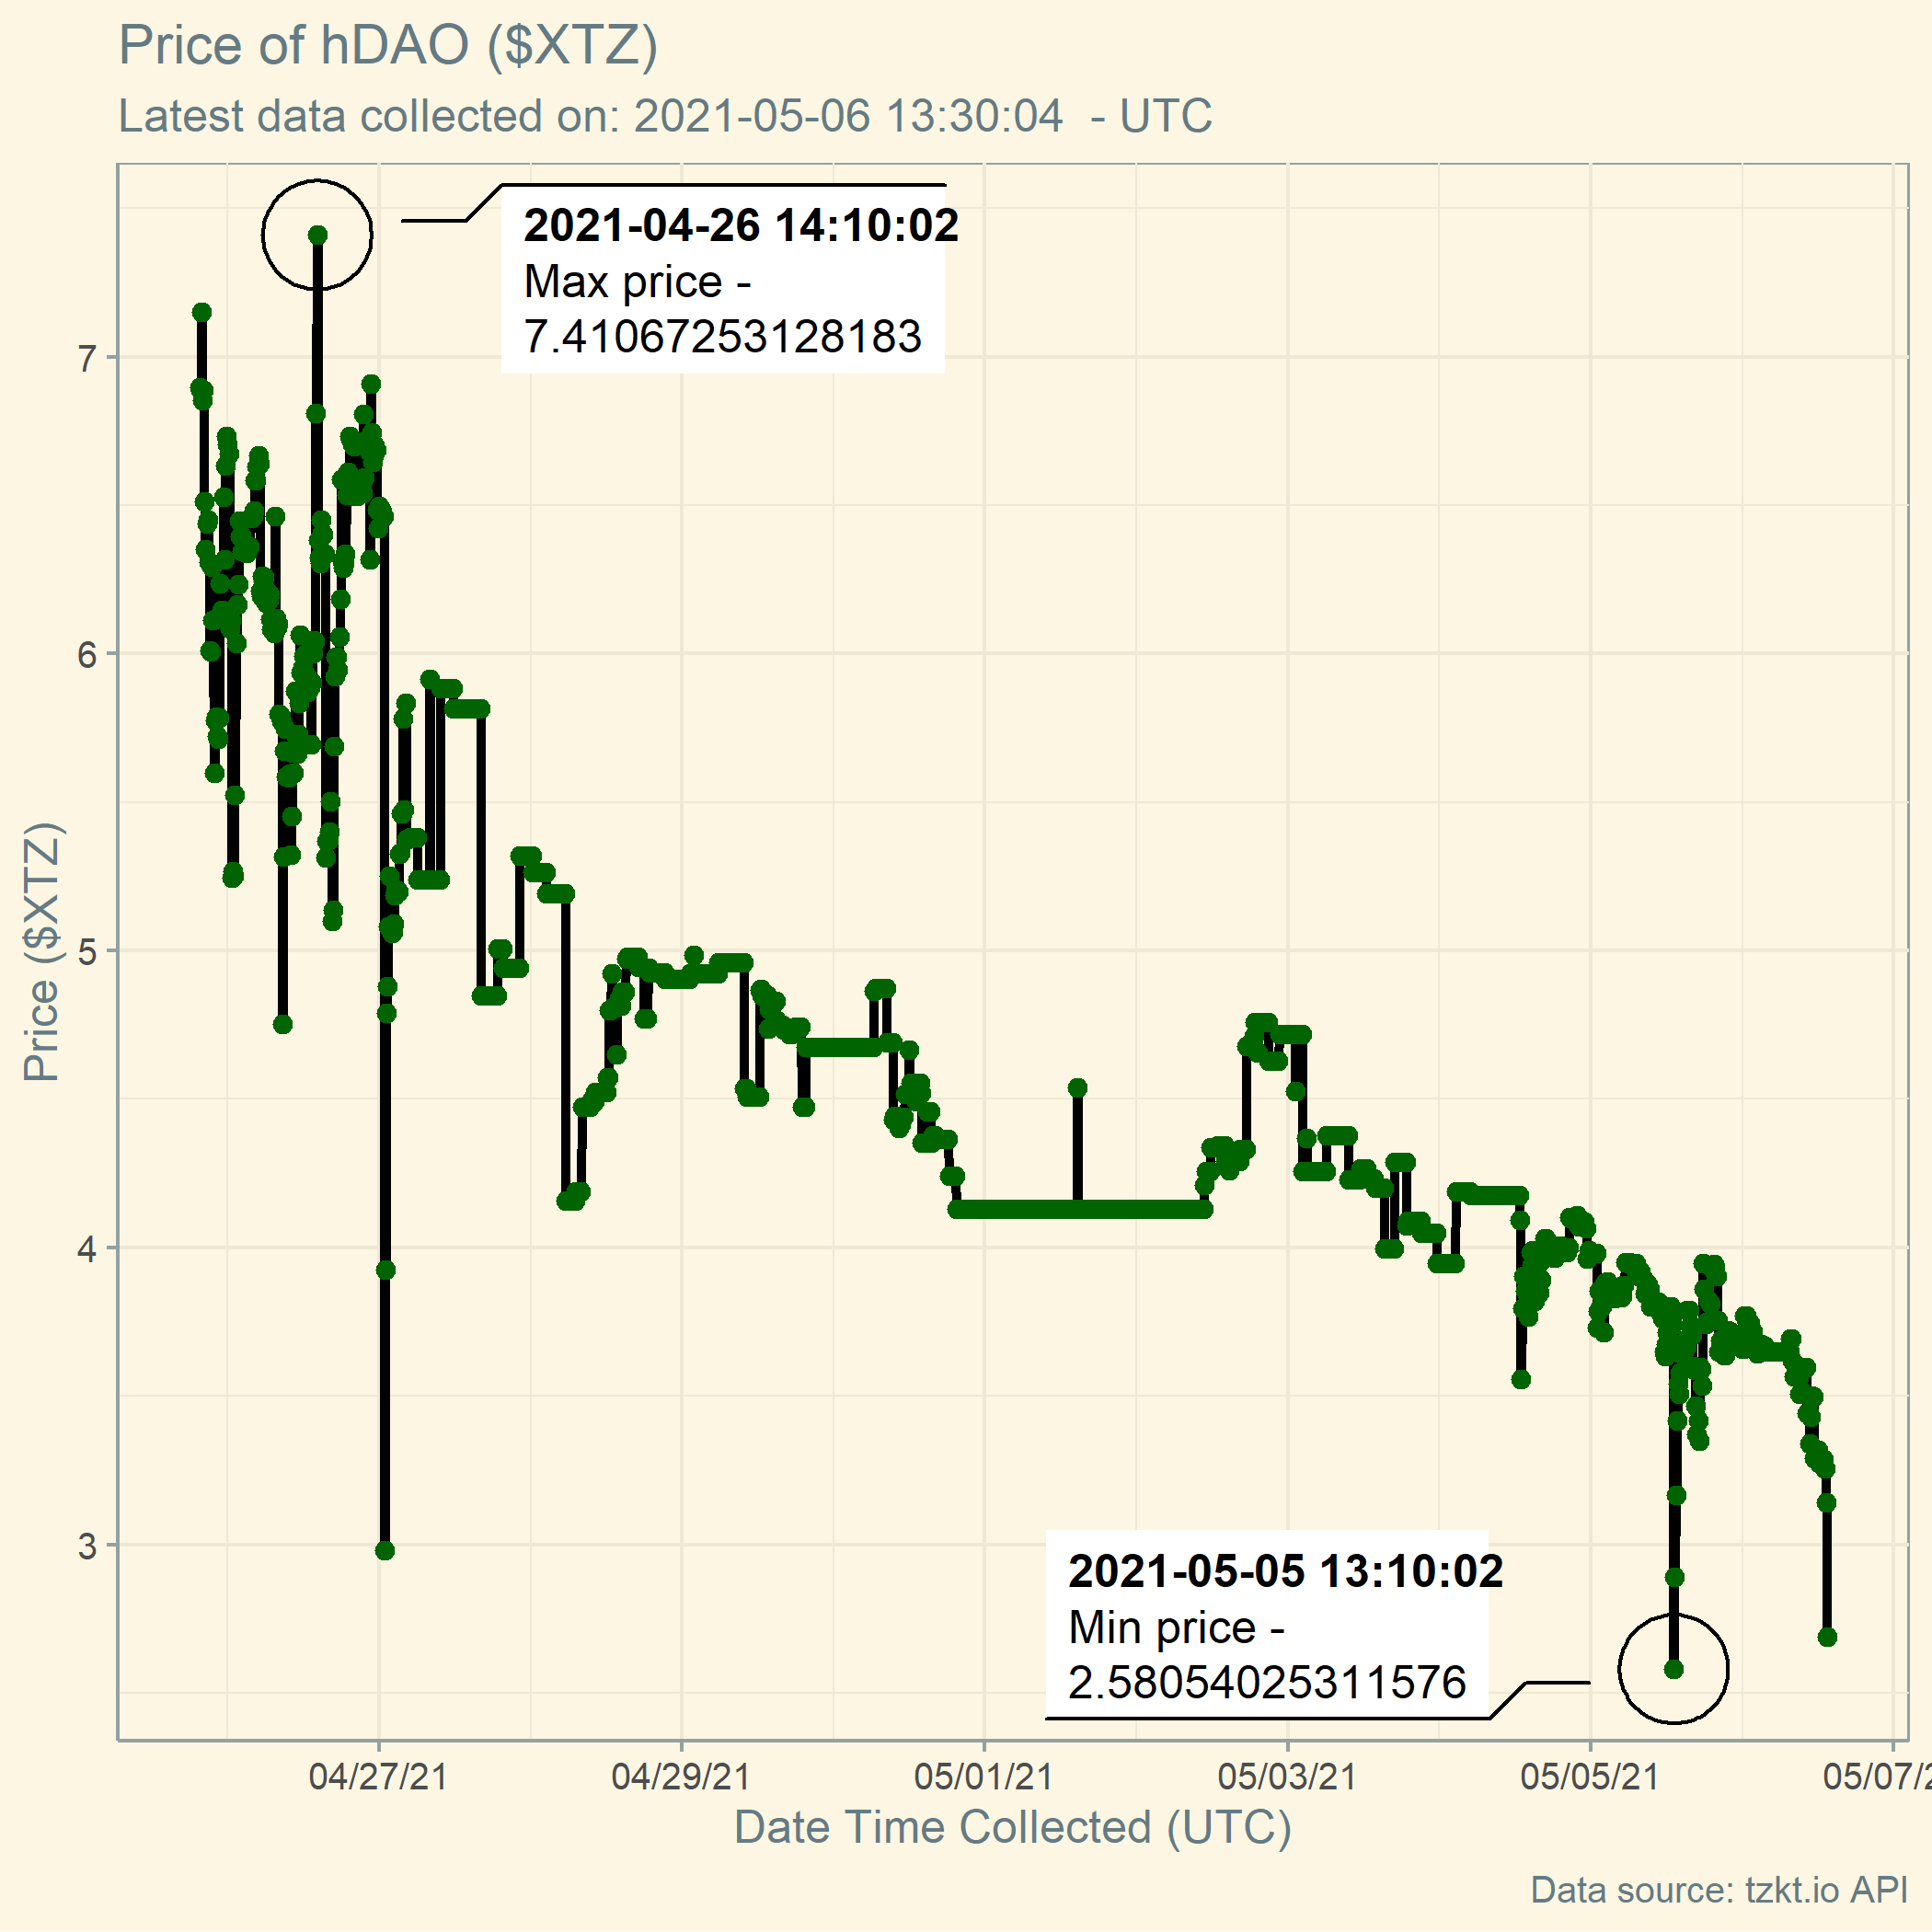 Price of hDAO ($XTZ)
Latest data collected on: 2021-05-06 13:30:04  - UTC
2021-04-26 14:10:02
Max price -
7.41067253128183
7
6
5
4
3
Price ($XTZ)
2021-05-05 13:10:02
Min price -
2.58054025311576
04/27/21 04/29/21 05/01/21 05/03/21 05/05/21 05/07/2
Date Time Collected (UTC)
Data source: tzkt.io API